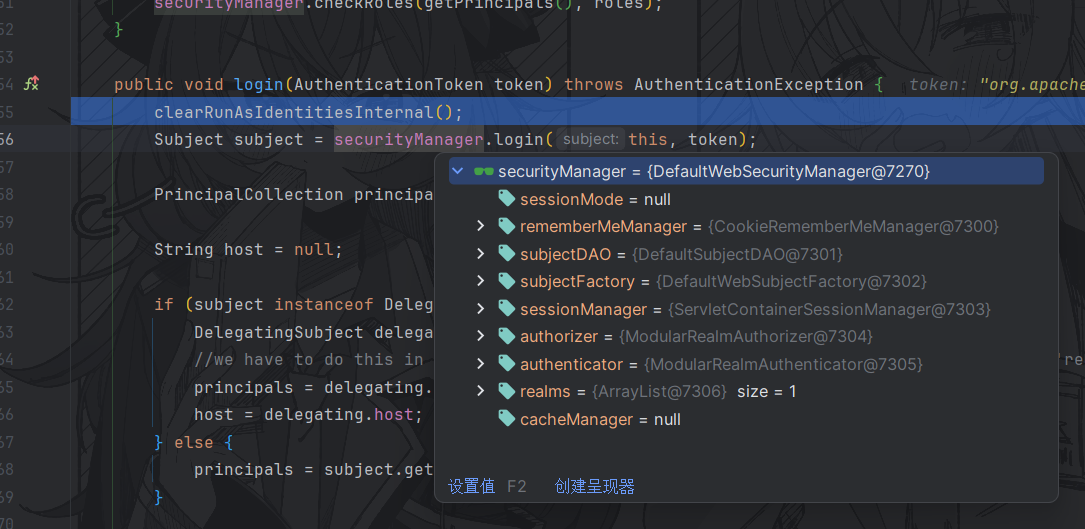 51 securityManager.checkRoles(getPrincipals(), roles);
52 }
53
54 public void login(AuthenticationToken token) throws AuthenticationException { token: "org.apache
55 clearRunAsIdentitiesInternal();
56 Subject subject = securityManager.login( subject: this, token);
57
58 PrincipalCollection principa
59
60 String host = null;
61
62 if (subject instanceof Deleg
63 DelegatingSubject delega
64 //we have to do this in
65 principals = delegating.
66 host = delegating.host;
67 } else {
68 principals = subject.get
69 }
70
securityManager = {DefaultWebSecurityManager@7270}
sessionMode = null
rememberMeManager = {CookieRememberMeManager@7300}
subjectDAO = {DefaultSubjectDAO@7301}
subjectFactory = {DefaultWebSubjectFactory@7302}
sessionManager = {ServletContainerSessionManager@7303}
authorizer = {ModularRealmAuthorizer@7304}
authenticator = {ModularRealmAuthenticator@7305}
realms = {ArrayList@7306} size = 1
cacheManager = null
设置值 F2 创建呈现器